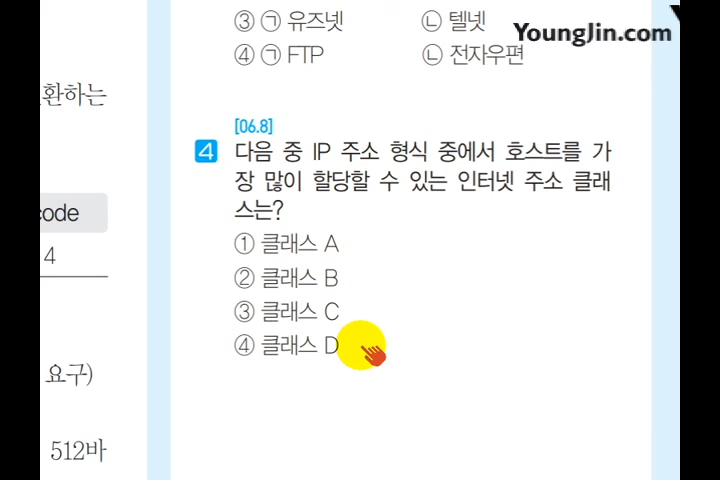 ③ ㉠ 유즈넷 ㉡ 텔넷
YoungJin.com
④ ㉠ FTP ㉡ 전자우편
환하는
[06.8]
4 다음 중 IP 주소 형식 중에서 호스트를 가
장 많이 할당할 수 있는 인터넷 주소 클래
스는?
code
① 클래스 A
4
② 클래스 B
③ 클래스 C
④ 클래스 D
요구)
512바